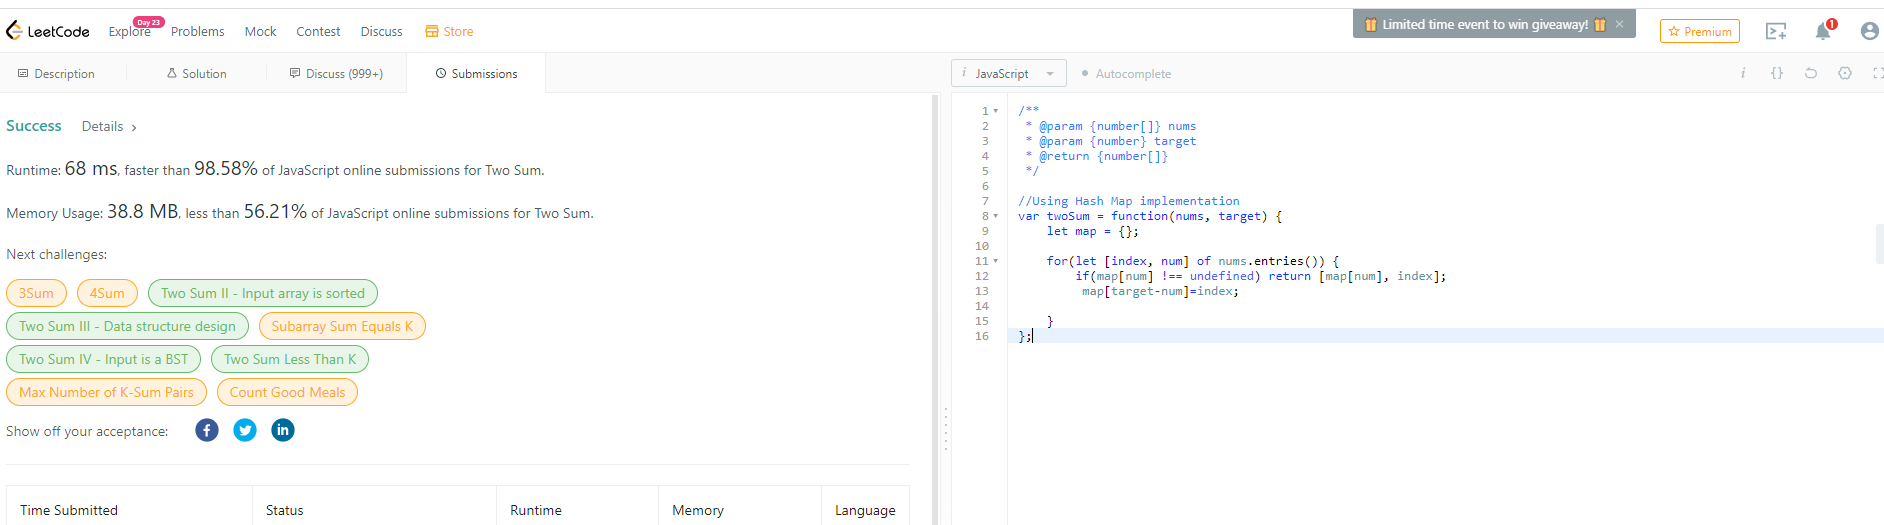 LeetCode Explore Day 23 Problems Mock Contest Discuss Store
Limited time event to win giveaway! ×
Premium 1
Description Solution Discuss (999+) Submissions
Success Details >
Runtime: 68 ms, faster than 98.58% of JavaScript online submissions for Two Sum.
Memory Usage: 38.8 MB, less than 56.21% of JavaScript online submissions for Two Sum.
Next challenges:
3Sum 4Sum Two Sum II - Input array is sorted
Two Sum III - Data structure design Subarray Sum Equals K
Two Sum IV - Input is a BST Two Sum Less Than K
Max Number of K-Sum Pairs Count Good Meals
Show off your acceptance: f in
Time Submitted Status Runtime Memory Language
i JavaScript Autocomplete i {}
1 /**
2 * @param {number[]} nums
3 * @param {number} target
4 * @return {number[]}
5 */
6
7 //Using Hash Map implementation
8 var twoSum = function(nums, target) {
9 let map = {};
10
11 for(let [index, num] of nums.entries()) {
12 if(map[num] !== undefined) return [map[num], index];
13 map[target-num]=index;
14
15 }
16 };